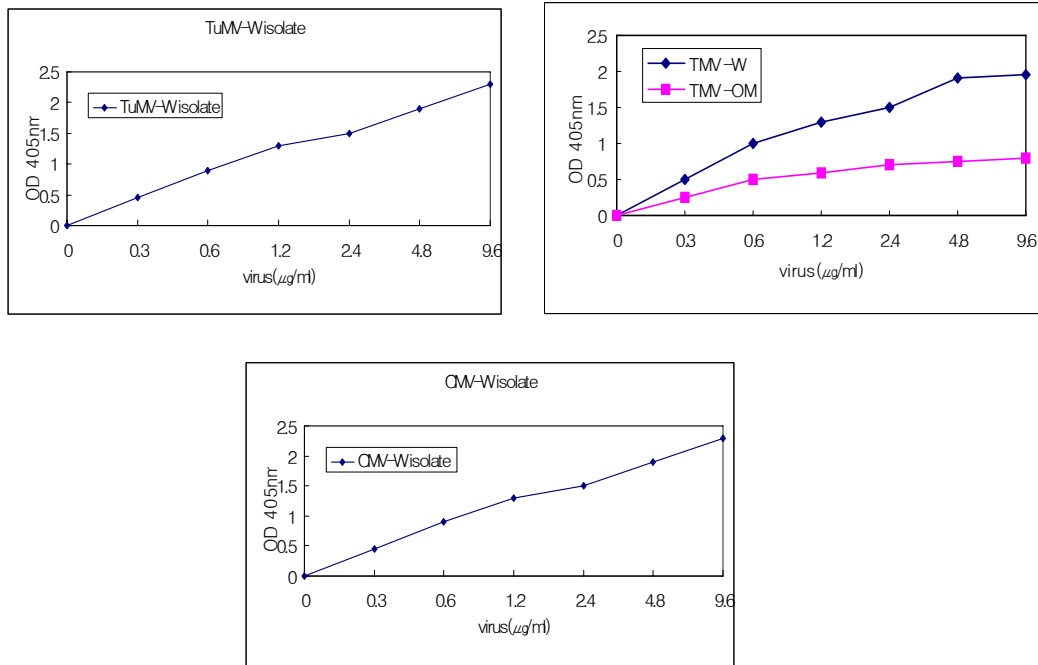 TuMV-Wisolate
2.5
2
1.5
1
0.5
0
OD 405nm
TuMV-Wisolate
0 0.3 0.6 1.2 2.4 4.8 9.6
virus(㎍/ml)
2.5
2
1.5
1
0.5
0
OD 405nm
TMV-W
TMV-OM
0 0.3 0.6 1.2 2.4 4.8 9.6
virus(㎍/ml)
CMV-Wisolate
2.5
2
1.5
1
0.5
0
OD 405nm
CMV-Wisolate
0 0.3 0.6 1.2 2.4 4.8 9.6
virus(㎍/ml)